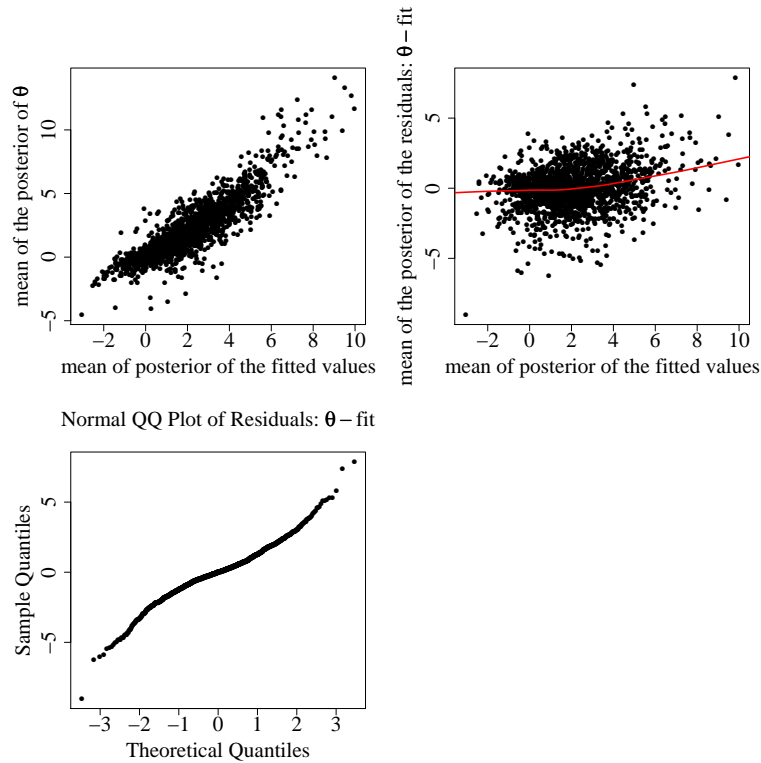 mean of the posterior of θ
−5 0 5 10
−2 0 2 4 6 8 10
mean of posterior of the fitted values
mean of the posterior of the residuals: θ − fit
−5 0 5
−2 0 2 4 6 8 10
mean of posterior of the fitted values
Normal QQ Plot of Residuals: θ − fit
Sample Quantiles
−5 0 5
−3 −2 −1 0 1 2 3
Theoretical Quantiles